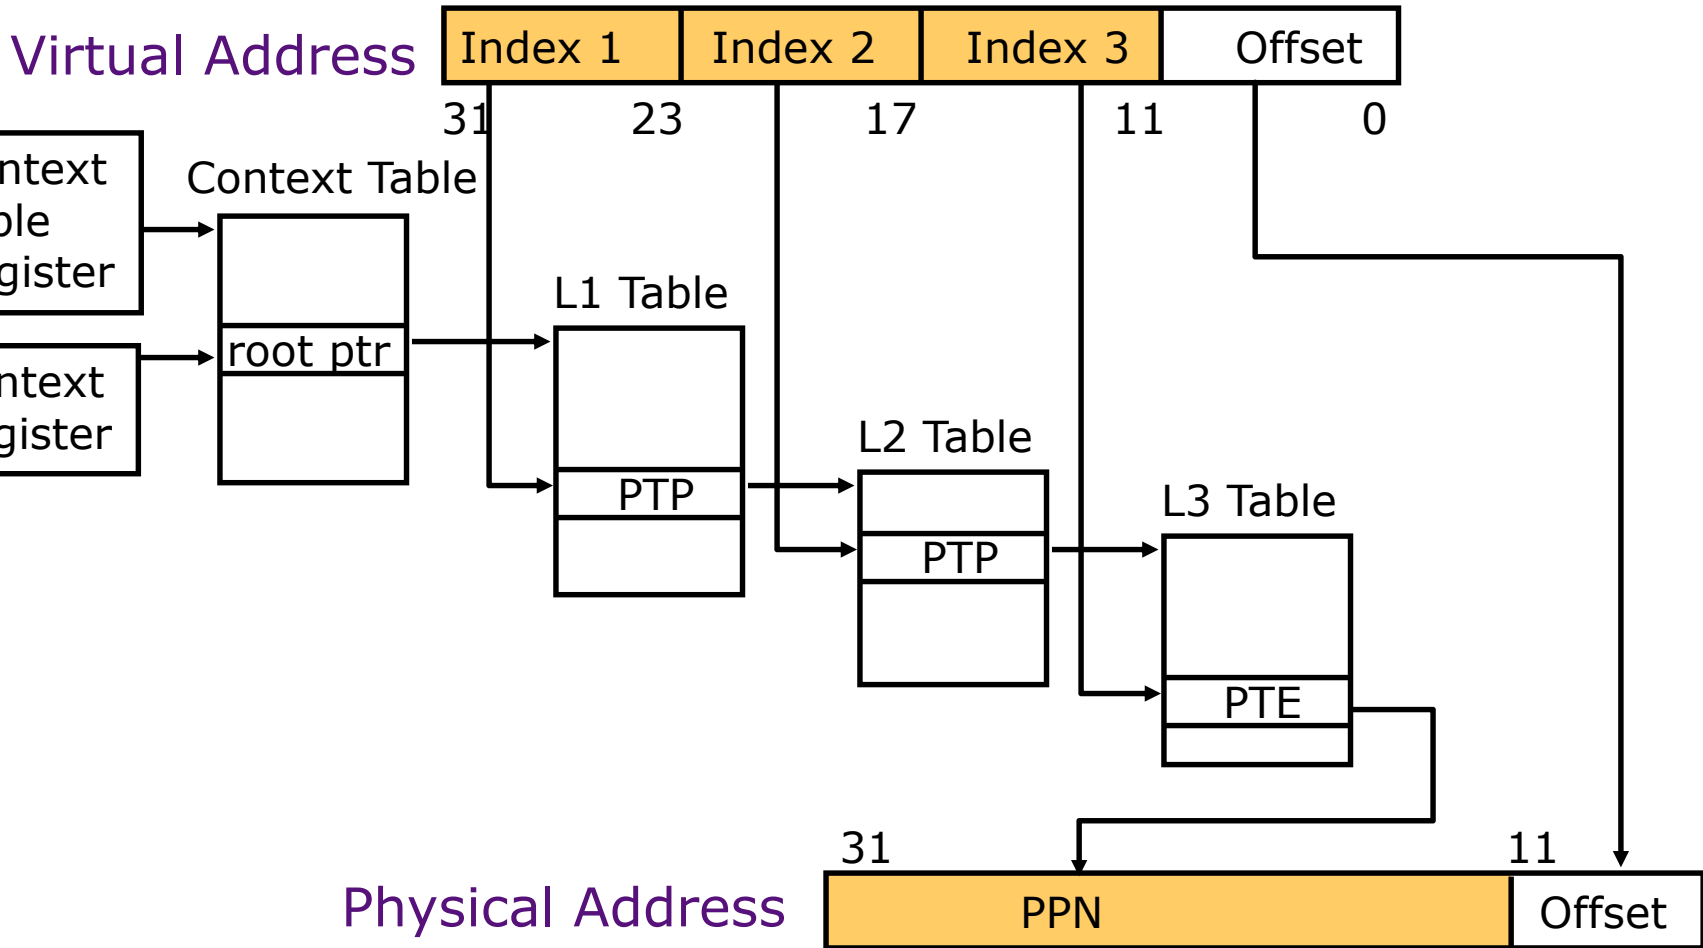 Virtual Address
Index 1 Index 2 Index 3 Offset
31 23 17 11 0
ntext
ble
gister
Context Table
root ptr
ntext
gister
L1 Table
PTP
L2 Table
PTP
L3 Table
PTE
31 11
Physical Address
PPN Offset